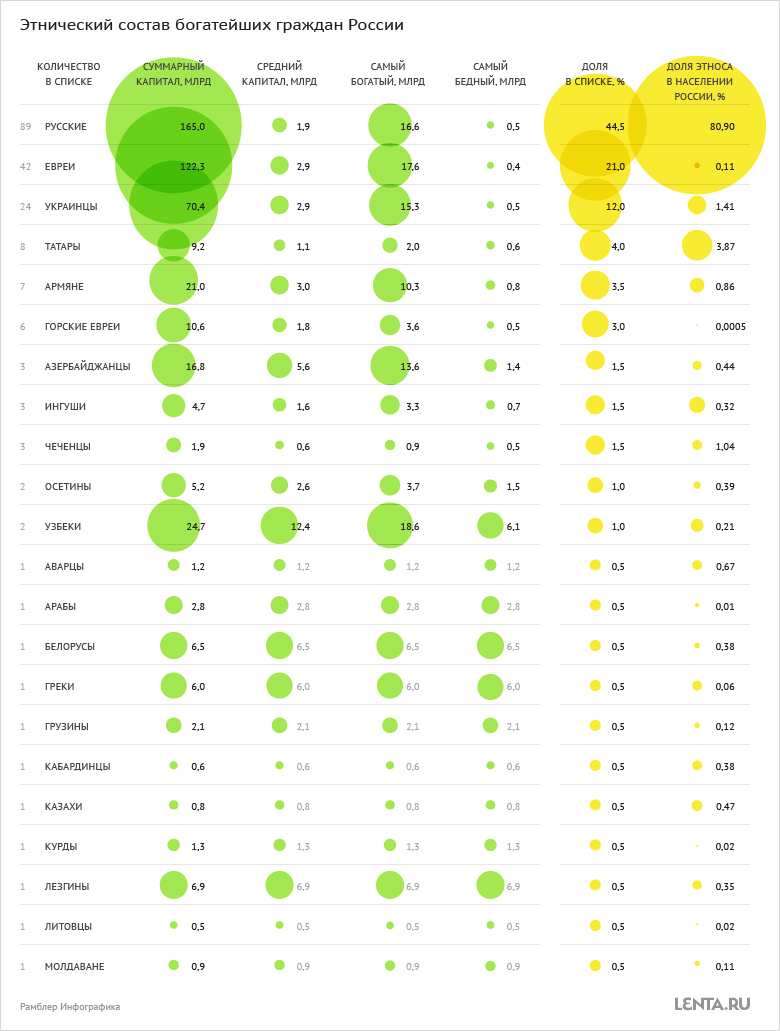 Этнический состав богатейших граждан России
КОЛИЧЕСТВО В СПИСКЕ СУММАРНЫЙ КАПИТАЛ, МЛРД СРЕДНИЙ КАПИТАЛ, МЛРД САМЫЙ БОГАТЫЙ, МЛРД САМЫЙ БЕДНЫЙ, МЛРД ДОЛЯ В СПИСКЕ, % ДОЛЯ ЭТНОСА В НАСЕЛЕНИИ РОССИИ, %
89 РУССКИЕ 165,0 1,9 16,6 0,5 44,5 80,90
42 ЕВРЕИ 122,3 2,9 17,6 0,4 21,0 0,11
24 УКРАИНЦЫ 70,4 2,9 15,3 0,5 12,0 1,41
8 ТАТАРЫ 9,2 1,1 2,0 0,6 4,0 3,87
7 АРМЯНЕ 21,0 3,0 10,3 0,8 3,5 0,86
6 ГОРСКИЕ ЕВРЕИ 10,6 1,8 3,6 0,5 3,0 0,0005
3 АЗЕРБАЙДЖАНЦЫ 16,8 5,6 13,6 1,4 1,5 0,44
3 ИНГУШИ 4,7 1,6 3,3 0,7 1,5 0,32
3 ЧЕЧЕНЦЫ 1,9 0,6 0,9 0,5 1,5 1,04
2 ОСЕТИНЫ 5,2 2,6 3,7 1,5 1,0 0,39
2 УЗБЕКИ 24,7 12,4 18,6 6,1 1,0 0,21
1 АВАРЦЫ 1,2 1,2 1,2 1,2 0,5 0,67
1 АРАБЫ 2,8 2,8 2,8 2,8 0,5 0,01
1 БЕЛОРУСЫ 6,5 6,5 6,5 6,5 0,5 0,38
1 ГРЕКИ 6,0 6,0 6,0 6,0 0,5 0,06
1 ГРУЗИНЫ 2,1 2,1 2,1 2,1 0,5 0,12
1 КАБАРДИНЦЫ 0,6 0,6 0,6 0,6 0,5 0,38
1 КАЗАХИ 0,8 0,8 0,8 0,8 0,5 0,47
1 КУРДЫ 1,3 1,3 1,3 1,3 0,5 0,02
1 ЛЕЗГИНЫ 6,9 6,9 6,9 6,9 0,5 0,35
1 ЛИТОВЦЫ 0,5 0,5 0,5 0,5 0,5 0,02
1 МОЛДАВАНЕ 0,9 0,9 0,9 0,9 0,5 0,11
Рамблер Инфографика LENTA.RU